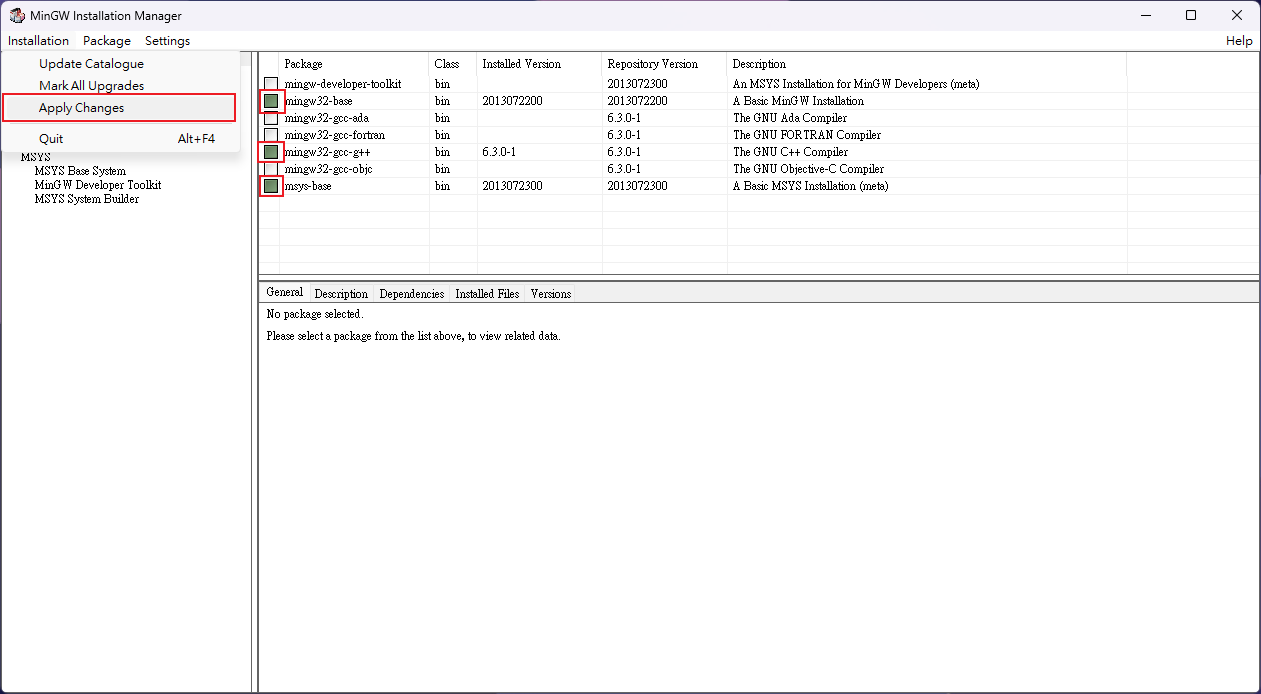 MinGW Installation Manager
Installation Package Settings Help
Update Catalogue
Mark All Upgrades
Apply Changes
Quit Alt+F4
MSYS
MSYS Base System
MinGW Developer Toolkit
MSYS System Builder
Package Class Installed Version Repository Version Description
mingw-developer-toolkit bin 2013072300 An MSYS Installation for MinGW Developers (meta)
mingw32-base bin 2013072200 2013072200 A Basic MinGW Installation
mingw32-gcc-ada bin 6.3.0-1 The GNU Ada Compiler
mingw32-gcc-fortran bin 6.3.0-1 The GNU FORTRAN Compiler
mingw32-gcc-g++ bin 6.3.0-1 6.3.0-1 The GNU C++ Compiler
mingw32-gcc-objc bin 6.3.0-1 The GNU Objective-C Compiler
msys-base bin 2013072300 2013072300 A Basic MSYS Installation (meta)
General Description Dependencies Installed Files Versions
No package selected.
Please select a package from the list above, to view related data.